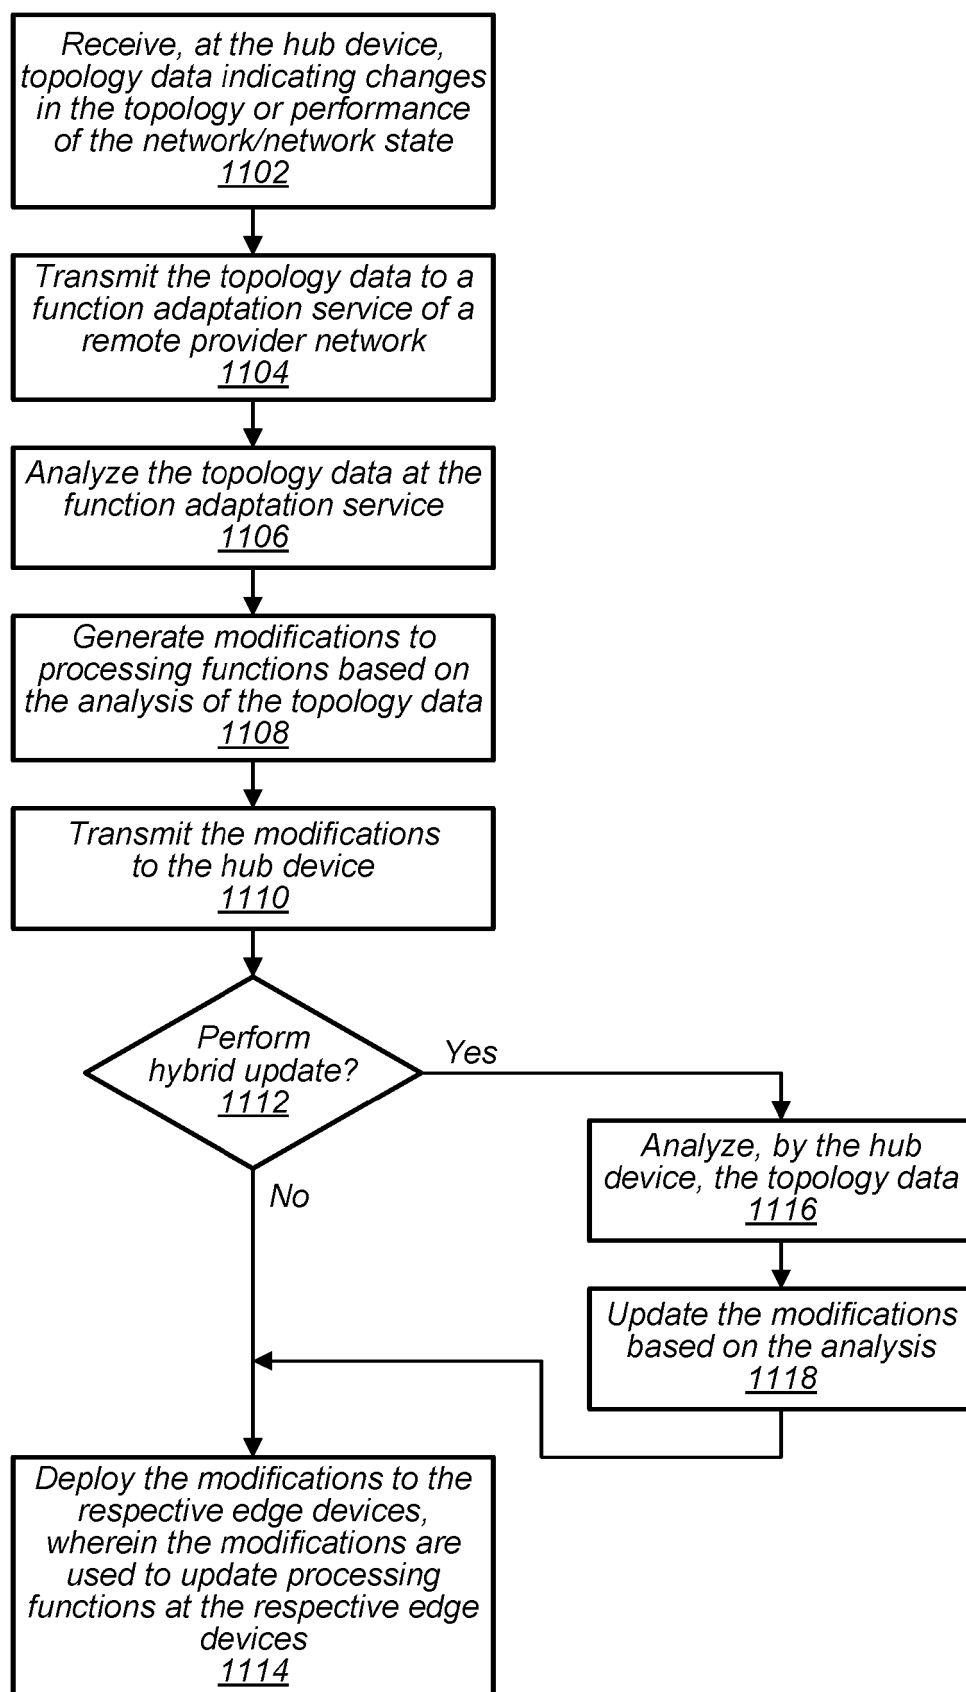 Receive, at the hub device,
topology data indicating changes
in the topology or performance
of the network/network state
1102
Transmit the topology data to a
function adaptation service of a
remote provider network
1104
Analyze the topology data at the
function adaptation service
1106
Generate modifications to
processing functions based on
the analysis of the topology data
1108
Transmit the modifications
to the hub device
1110
Perform
hybrid update?
1112
Yes
No
Analyze, by the hub
device, the topology data
1116
Update the modifications
based on the analysis
1118
Deploy the modifications to the
respective edge devices,
wherein the modifications are
used to update processing
functions at the respective edge
devices
1114